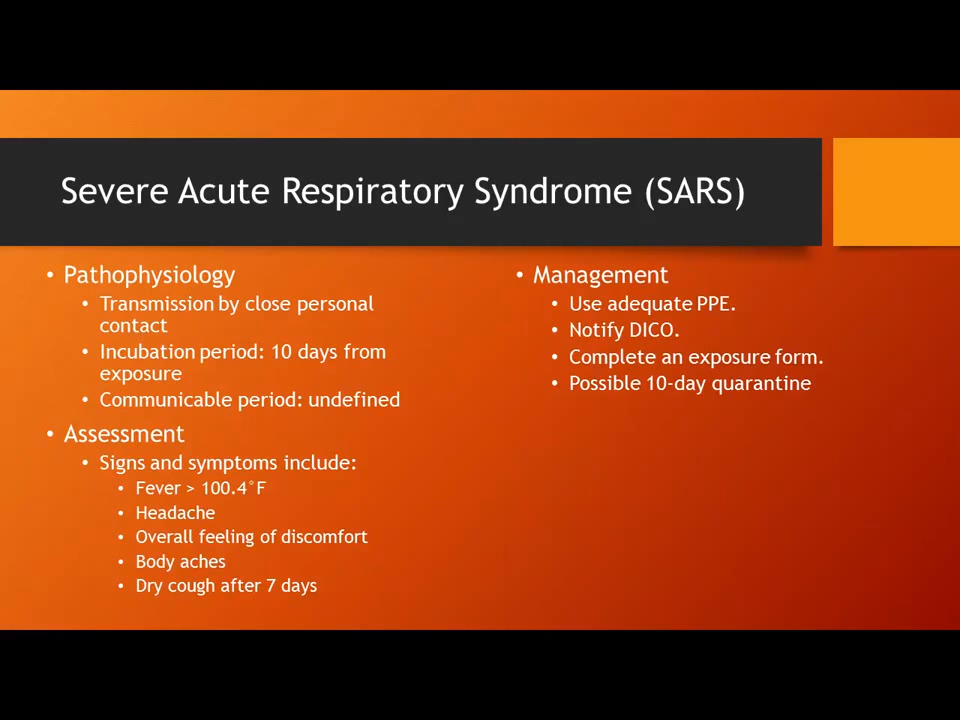 Severe Acute Respiratory Syndrome (SARS)
• Pathophysiology
• Transmission by close personal
contact
• Incubation period: 10 days from
exposure
• Communicable period: undefined
• Assessment
• Signs and symptoms include:
• Fever > 100.4°F
• Headache
• Overall feeling of discomfort
• Body aches
• Dry cough after 7 days
• Management
• Use adequate PPE.
• Notify DICO.
• Complete an exposure form.
• Possible 10-day quarantine